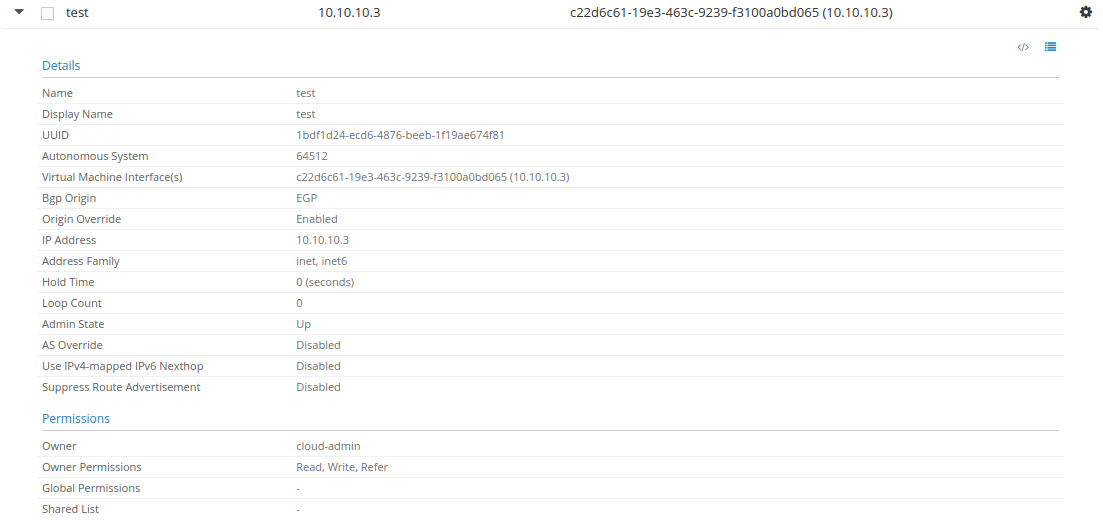 test 10.10.10.3 c22d6c61-19e3-463c-9239-f3100a0bd065 (10.10.10.3)
</>
Details
Name test
Display Name test
UUID 1bdf1d24-ecd6-4876-beeb-1f19ae674f81
Autonomous System 64512
Virtual Machine Interface(s) c22d6c61-19e3-463c-9239-f3100a0bd065 (10.10.10.3)
Bgp Origin EGP
Origin Override Enabled
IP Address 10.10.10.3
Address Family inet, inet6
Hold Time 0 (seconds)
Loop Count 0
Admin State Up
AS Override Disabled
Use IPv4-mapped IPv6 Nexthop Disabled
Suppress Route Advertisement Disabled
Permissions
Owner cloud-admin
Owner Permissions Read, Write, Refer
Global Permissions -
Shared List -